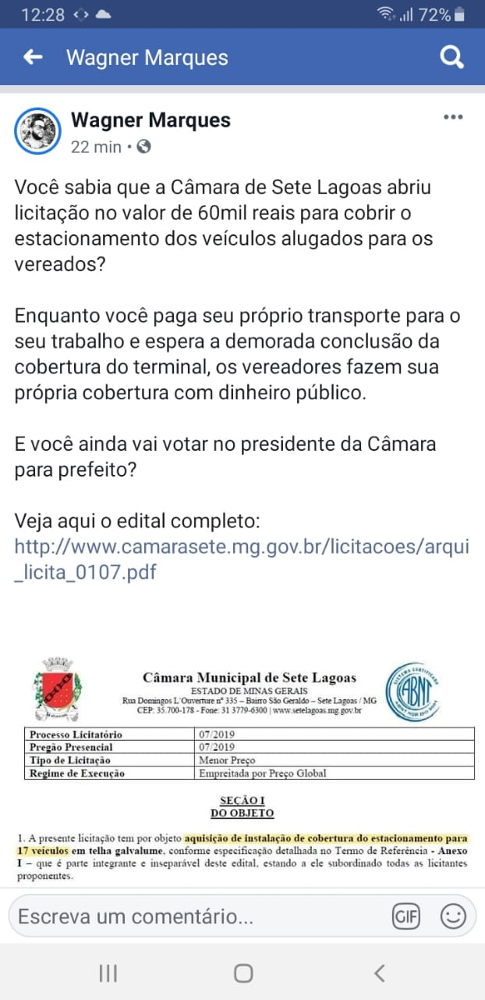 12:28
72%
Wagner Marques
Wagner Marques
22 min •
Você sabia que a Câmara de Sete Lagoas abriu
licitação no valor de 60mil reais para cobrir o
estacionamento dos veículos alugados para os
vereados?
Enquanto você paga seu próprio transporte para o
seu trabalho e espera a demorada conclusão da
cobertura do terminal, os vereadores fazem sua
própria cobertura com dinheiro público.
E você ainda vai votar no presidente da Câmara
para prefeito?
Veja aqui o edital completo:
http://www.camarasete.mg.gov.br/licitacoes/arqui
_licita_0107.pdf
Câmara Municipal de Sete Lagoas
ESTADO DE MINAS GERAIS
Rua Domingos L'Ouverture nº 335 – Bairro São Geraldo – Sete Lagoas / MG
CEP: 35.700-178 - Fone: 31 3779-6300 | www.setelagoas.mg.gov.br
ABNT
Processo Licitatório 07/2019
Pregão Presencial 07/2019
Tipo de Licitação Menor Preço
Regime de Execução Empreitada por Preço Global
SEÇÃO I
DO OBJETO
1. A presente licitação tem por objeto aquisição de instalação de cobertura do estacionamento para
17 veículos em telha galvalume, conforme especificação detalhada no Termo de Referência - Anexo
I – que é parte integrante e inseparável deste edital, estando a ele subordinado todas as licitantes
proponentes.
Escreva um comentário...
GIF